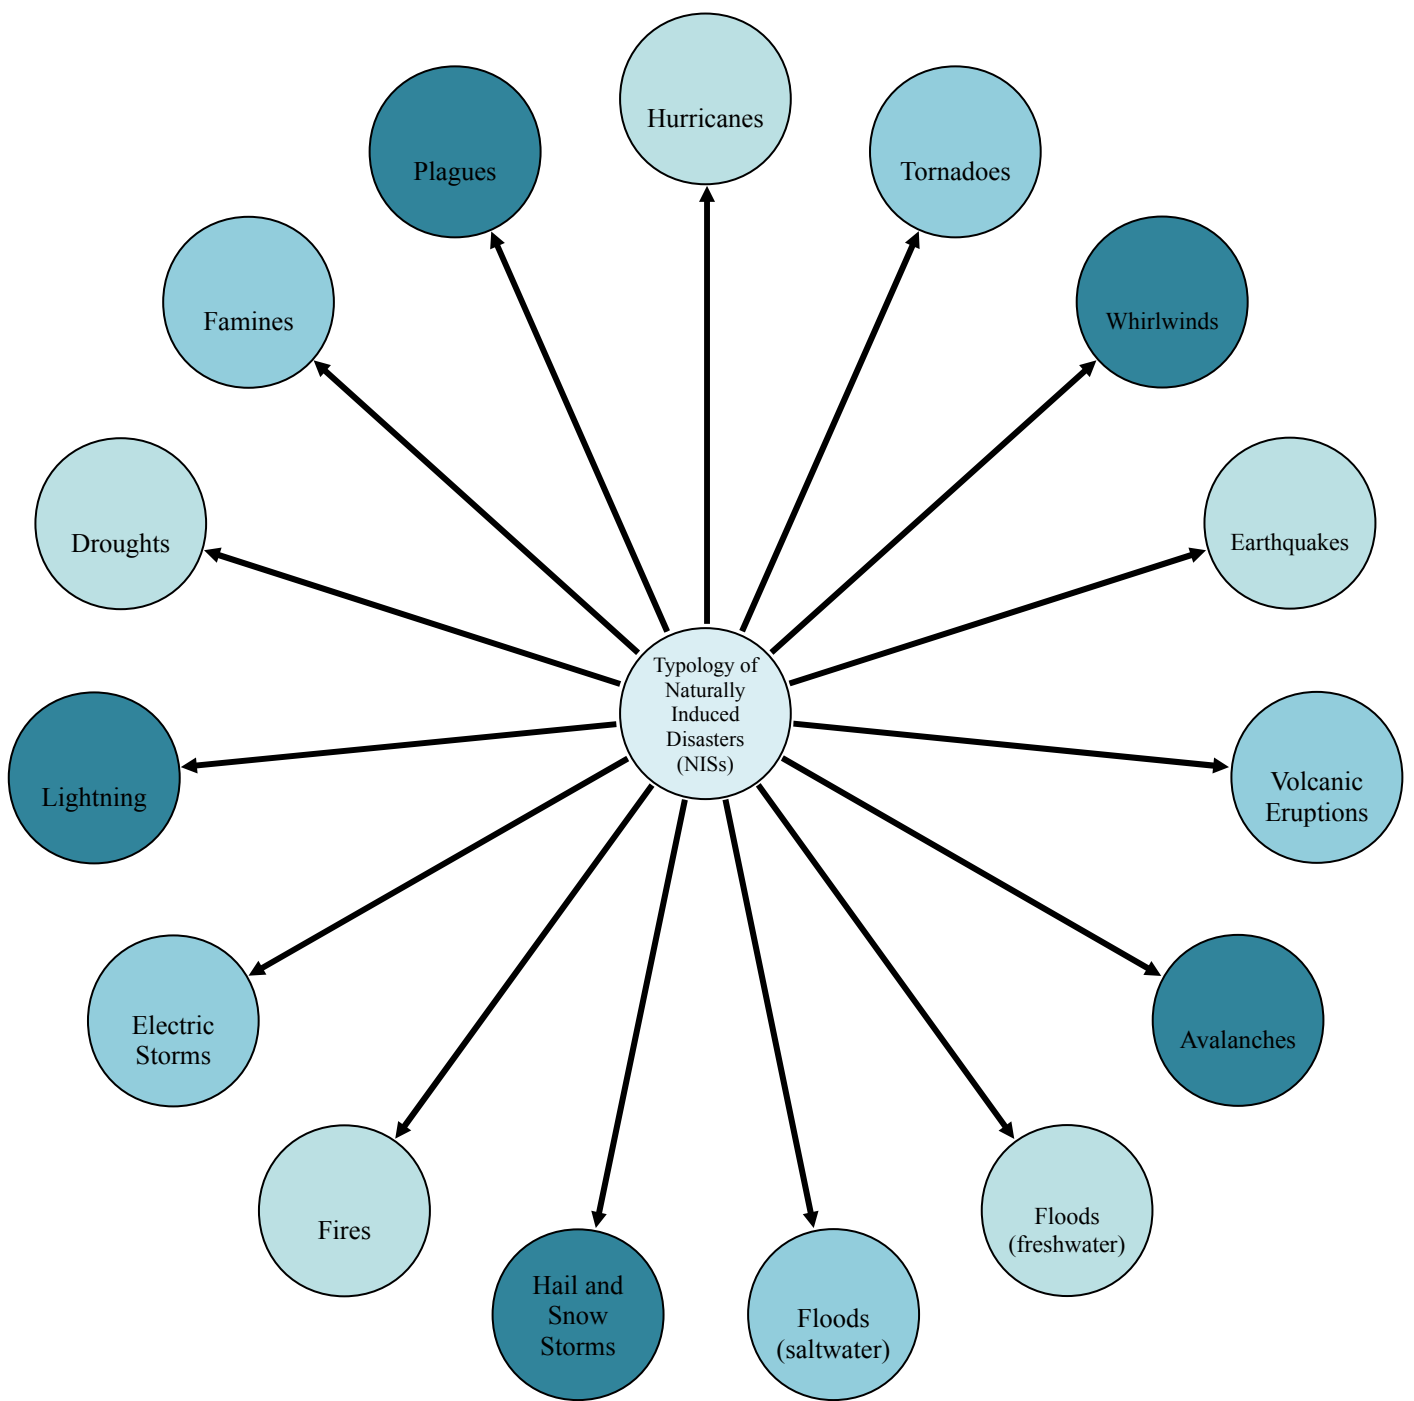 Hurricanes
Tornadoes
Whirlwinds
Earthquakes
Volcanic
Eruptions
Avalanches
Floods
(freshwater)
Floods
(saltwater)
Hail and
Snow
Storms
Fires
Electric
Storms
Lightning
Droughts
Famines
Plagues
Typology of
Naturally
Induced
Disasters
(NISs)